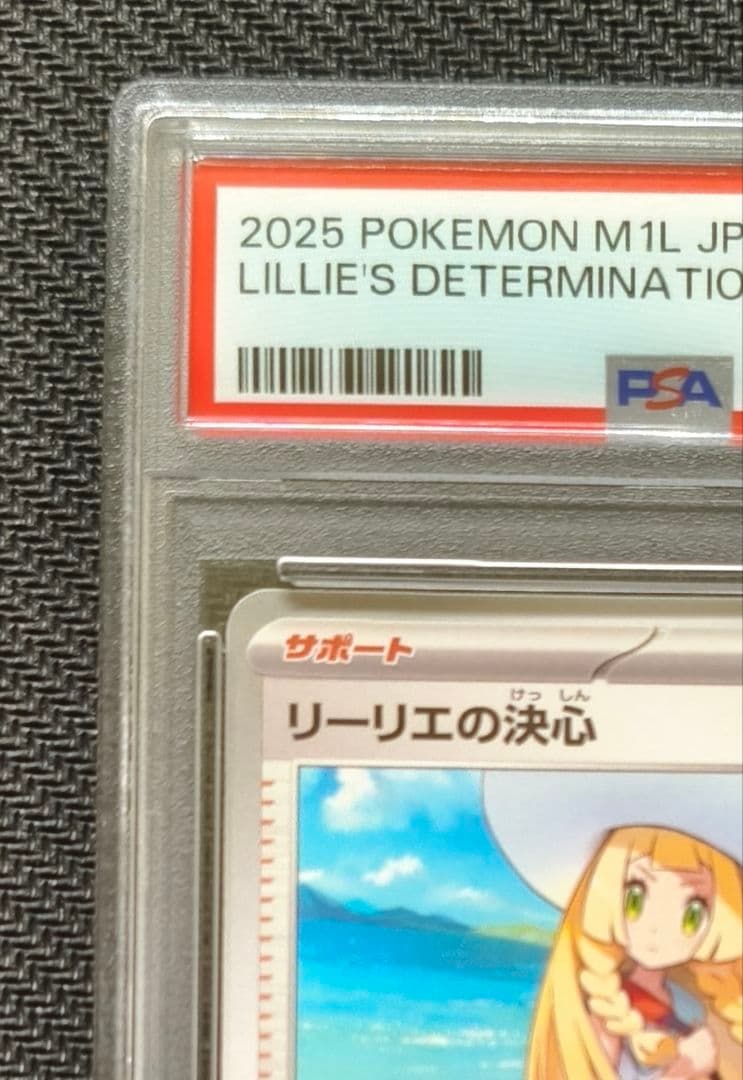 2025 POKEMON M1L JP
LILLIE'S DETERMINATIO
PSA
サポート
けっ しん
リーリエの決心